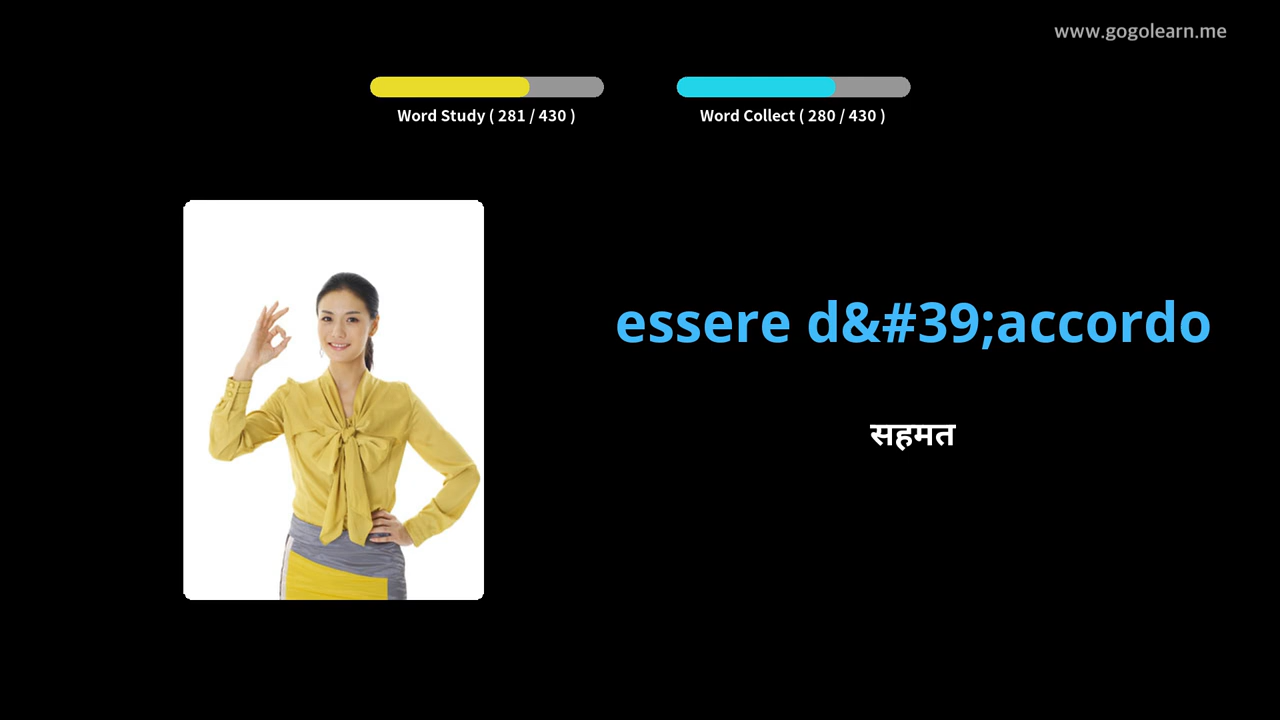 www.gogolearn.me
Word Study ( 281 / 430 )
Word Collect ( 280 / 430 )
essere d&#39;accordo
सहमत